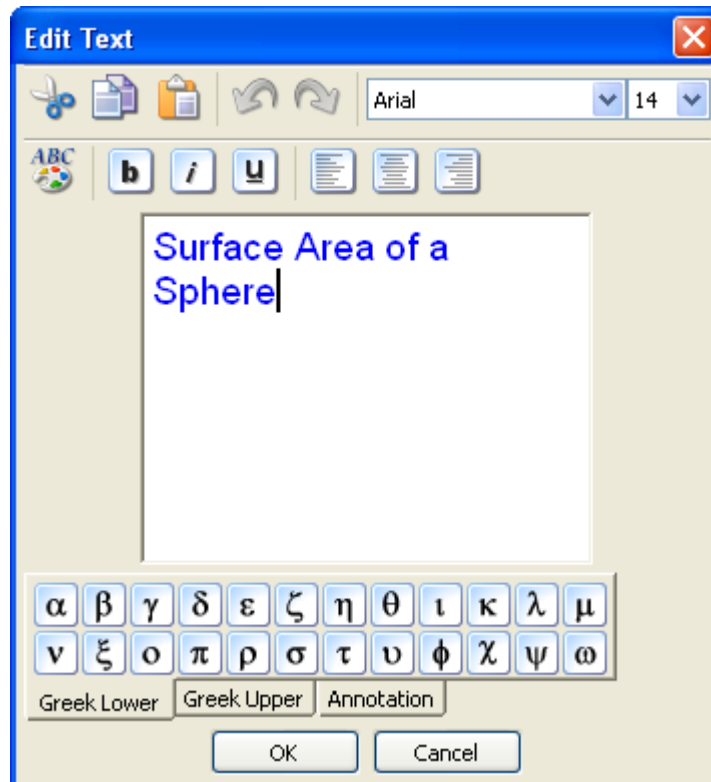 Edit Text
Arial 14
ABC
b i u
Surface Area of a
Sphere
α β γ δ ε ζ η θ ι κ λ μ
ν ξ ο π ρ σ τ υ φ χ ψ ω
Greek Lower Greek Upper Annotation
OK Cancel